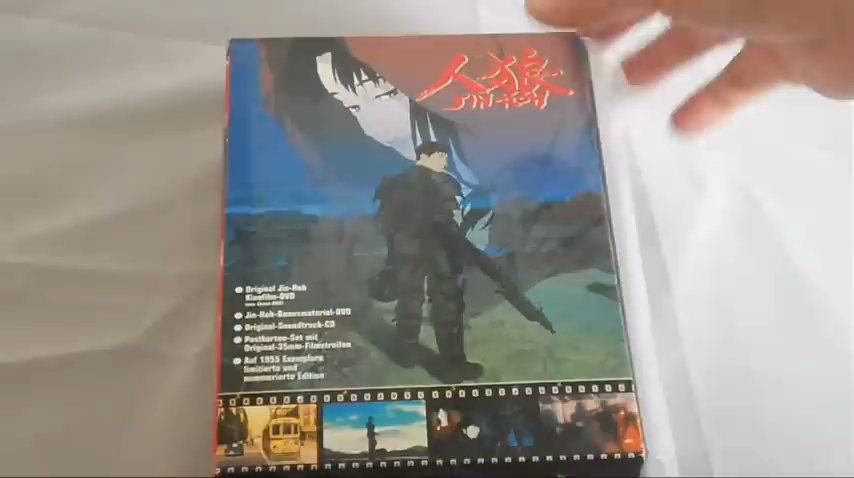 人狼
JIN-ROH
Original Jin-Roh
Kinofilm-DVD
Jin-Roh-Bonusmaterial-DVD
Original-Soundtrack-CD
Postkarten-Set mit
Original-35mm-Filmstreifen
Auf 1955 Exemplare
limitierte und
nummerierte Edition